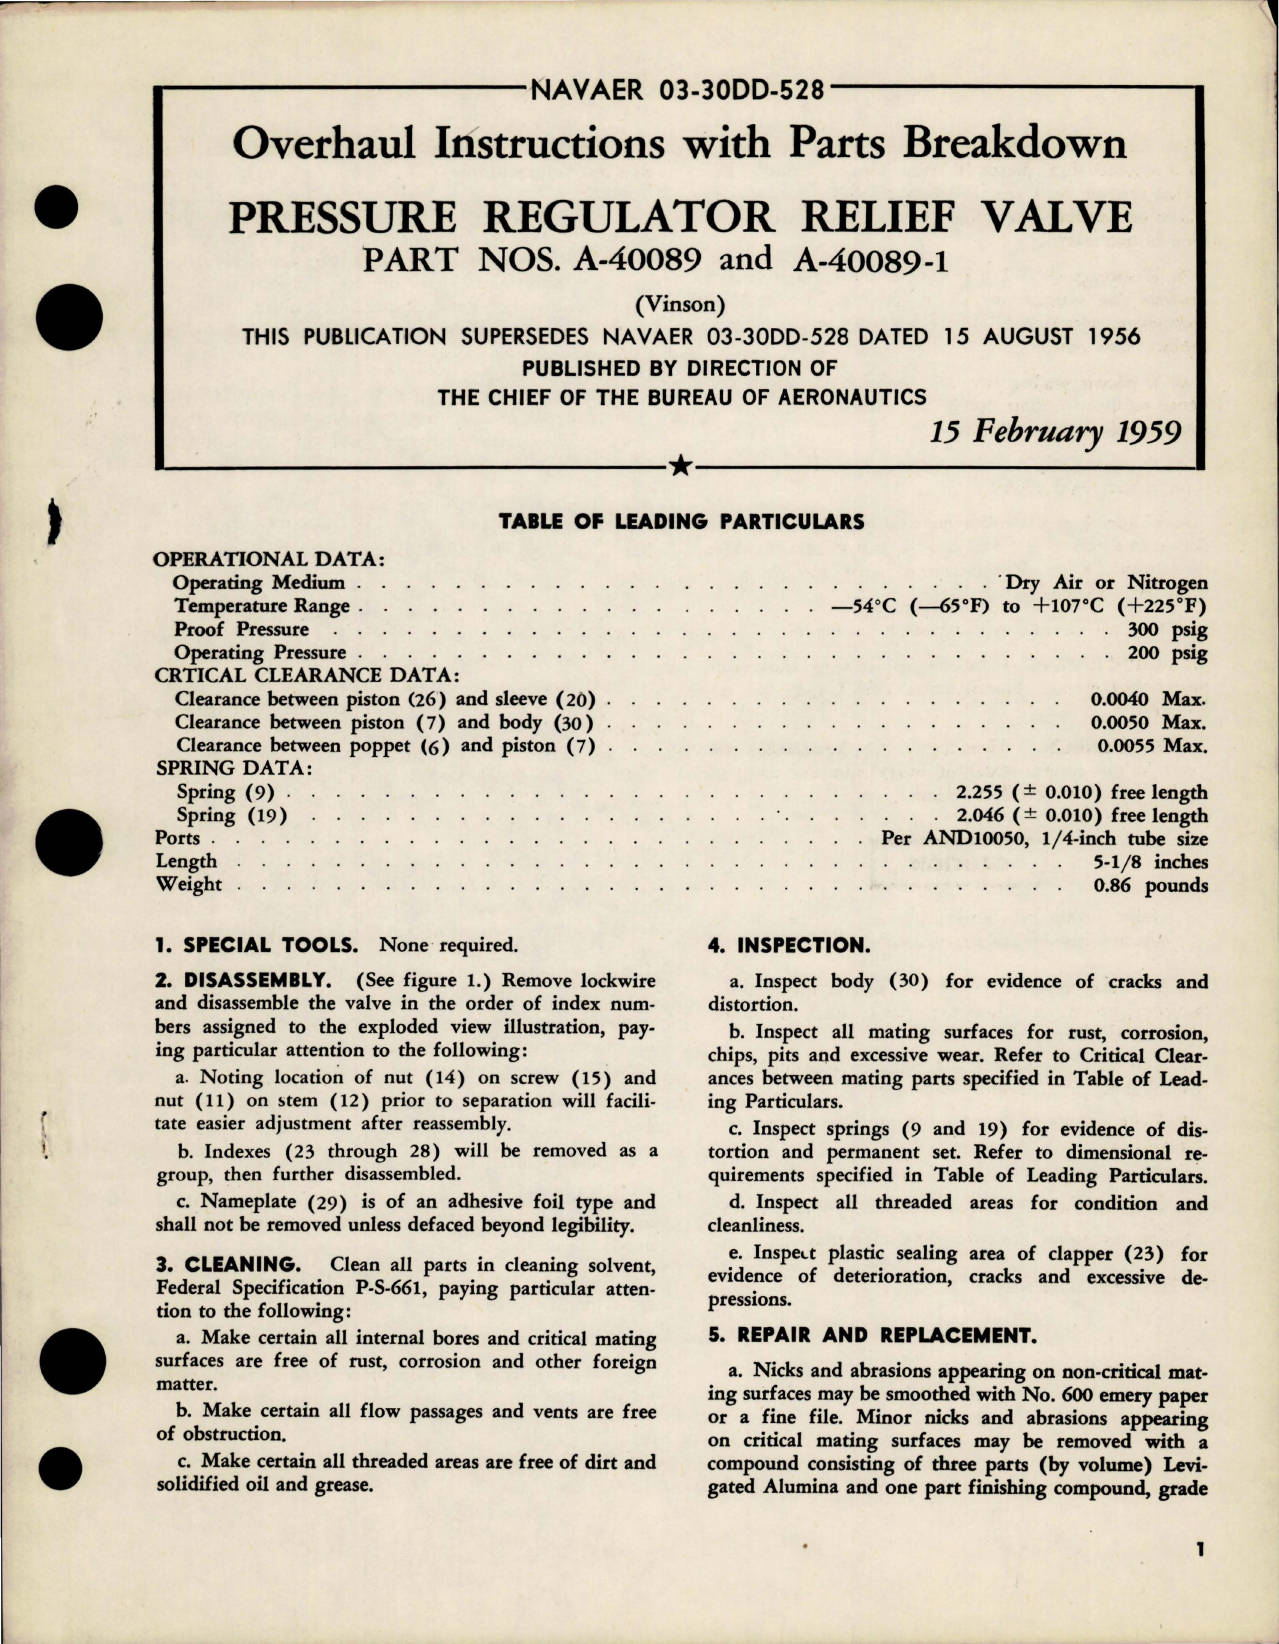 NAVAER 03-30DD-528
Overhaul Instructions with Parts Breakdown
PRESSURE REGULATOR RELIEF VALVE
PART NOS. A-40089 and A-40089-1
(Vinson)
THIS PUBLICATION SUPERSEDES NAVAER 03-30DD-528 DATED 15 AUGUST 1956
PUBLISHED BY DIRECTION OF
THE CHIEF OF THE BUREAU OF AERONAUTICS
15 February 1959
TABLE OF LEADING PARTICULARS
OPERATIONAL DATA:
Operating Medium . . . . . . . . . . . . . . . . . . . . . Dry Air or Nitrogen
Temperature Range . . . . . . . . . . . . . . . . —54°C (—65°F) to +107°C (+225°F)
Proof Pressure . . . . . . . . . . . . . . . . . . . . . . . . . . 300 psig
Operating Pressure . . . . . . . . . . . . . . . . . . . . . . . . . 200 psig
CRTICAL CLEARANCE DATA:
Clearance between piston (26) and sleeve (20) . . . . . . . . . . . . . . . . 0.0040 Max.
Clearance between piston (7) and body (30) . . . . . . . . . . . . . . . . 0.0050 Max.
Clearance between poppet (6) and piston (7) . . . . . . . . . . . . . . . . 0.0055 Max.
SPRING DATA:
Spring (9) . . . . . . . . . . . . . . . . . . . . . . 2.255 (± 0.010) free length
Spring (19) . . . . . . . . . . . . . . . . . . . . . . 2.046 (± 0.010) free length
Ports . . . . . . . . . . . . . . . . . . . . . . Per AND10050, 1/4-inch tube size
Length . . . . . . . . . . . . . . . . . . . . . . . . . . . . 5-1/8 inches
Weight . . . . . . . . . . . . . . . . . . . . . . . . . . . . 0.86 pounds
1. SPECIAL TOOLS. None required.
2. DISASSEMBLY. (See figure 1.) Remove lockwire
and disassemble the valve in the order of index num-
bers assigned to the exploded view illustration, pay-
ing particular attention to the following:
a. Noting location of nut (14) on screw (15) and
nut (11) on stem (12) prior to separation will facili-
tate easier adjustment after reassembly.
b. Indexes (23 through 28) will be removed as a
group, then further disassembled.
c. Nameplate (29) is of an adhesive foil type and
shall not be removed unless defaced beyond legibility.
3. CLEANING. Clean all parts in cleaning solvent,
Federal Specification P-S-661, paying particular atten-
tion to the following:
a. Make certain all internal bores and critical mating
surfaces are free of rust, corrosion and other foreign
matter.
b. Make certain all flow passages and vents are free
of obstruction.
c. Make certain all threaded areas are free of dirt and
solidified oil and grease.
4. INSPECTION.
a. Inspect body (30) for evidence of cracks and
distortion.
b. Inspect all mating surfaces for rust, corrosion,
chips, pits and excessive wear. Refer to Critical Clear-
ances between mating parts specified in Table of Lead-
ing Particulars.
c. Inspect springs (9 and 19) for evidence of dis-
tortion and permanent set. Refer to dimensional re-
quirements specified in Table of Leading Particulars.
d. Inspect all threaded areas for condition and
cleanliness.
e. Inspect plastic sealing area of clapper (23) for
evidence of deterioration, cracks and excessive de-
pressions.
5. REPAIR AND REPLACEMENT.
a. Nicks and abrasions appearing on non-critical mat-
ing surfaces may be smoothed with No. 600 emery paper
or a fine file. Minor nicks and abrasions appearing
on critical mating surfaces may be removed with a
compound consisting of three parts (by volume) Levi-
gated Alumina and one part finishing compound, grade
1